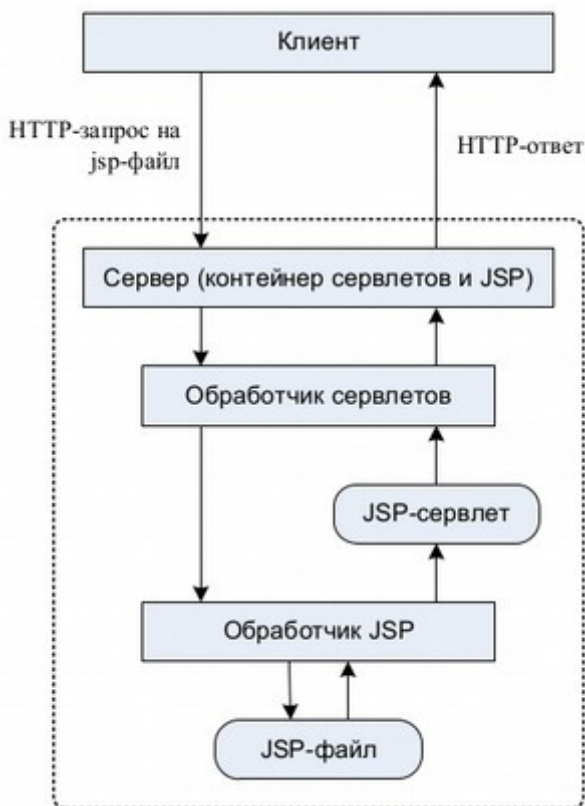 Клиент
HTTP-запрос на
jsp-файл
HTTP-ответ
Сервер (контейнер сервлетов и JSP)
Обработчик сервлетов
JSP-сервлет
Обработчик JSP
JSP-файл